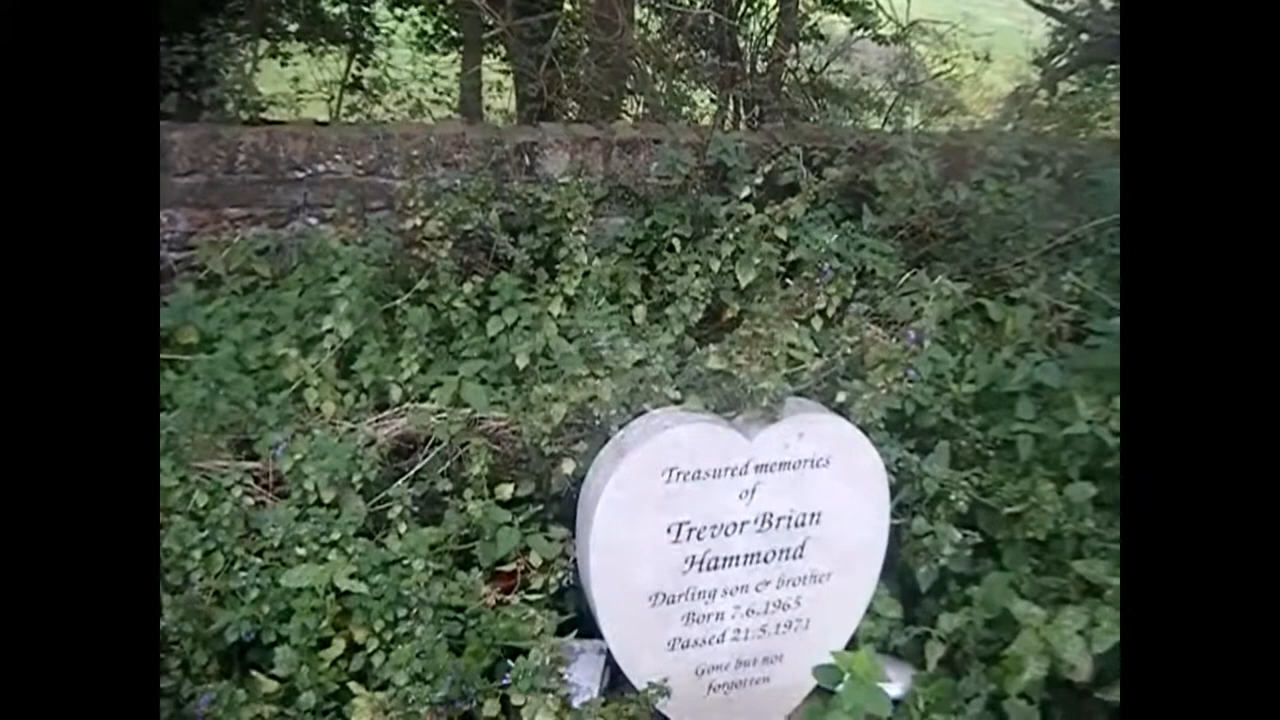 Treasured memories
of
Trevor Brian
Hammond
Darling son & brother
Born 7.6.1965
Passed 21.5.1971
Gone but not
forgotten